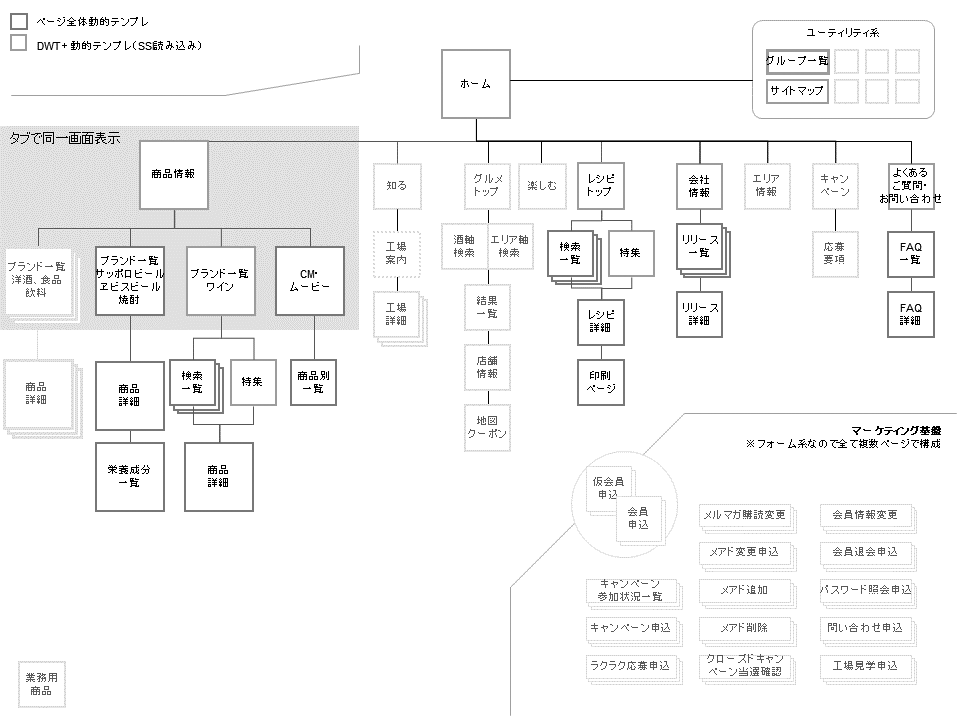 ページ全体動的テンプレ
DWT+動的テンプレ(SS読み込み)
ユーティリティ系
グループ一覧
サイトマップ
ホーム
タブで同一画面表示
商品情報
知る
グルメ
トップ
楽しむ
レシピ
トップ
会社
情報
エリア
情報
キャン
ペーン
よくある
ご質問・
お問い合わせ
工場
案内
酒軸
検索
エリア軸
検索
検索
一覧
特集
リリース
一覧
応募
要項
FAQ
一覧
ブランド一覧
洋酒、食品
飲料
ブランド一覧
サッポロビール
ヱビスビール
焼酎
ブランド一覧
ワイン
CM・
ムービー
工場
詳細
結果
一覧
レシピ
詳細
リリース
詳細
FAQ
詳細
商品
詳細
商品
詳細
検索
一覧
特集
商品別
一覧
店舗
情報
印刷
ページ
地図
クーポン
栄養成分
一覧
商品
詳細
マーケティング基盤
※フォーム系なので全て複数ページで構成
仮会員
申込
会員
申込
メルマガ購読変更
会員情報変更
メアド変更申込
会員退会申込
キャンペーン
参加状況一覧
メアド追加
パスワード照会申込
キャンペーン申込
メアド削除
問い合わせ申込
ラクラク応募申込
クローズドキャン
ペーン当選確認
工場見学申込
業務用
商品